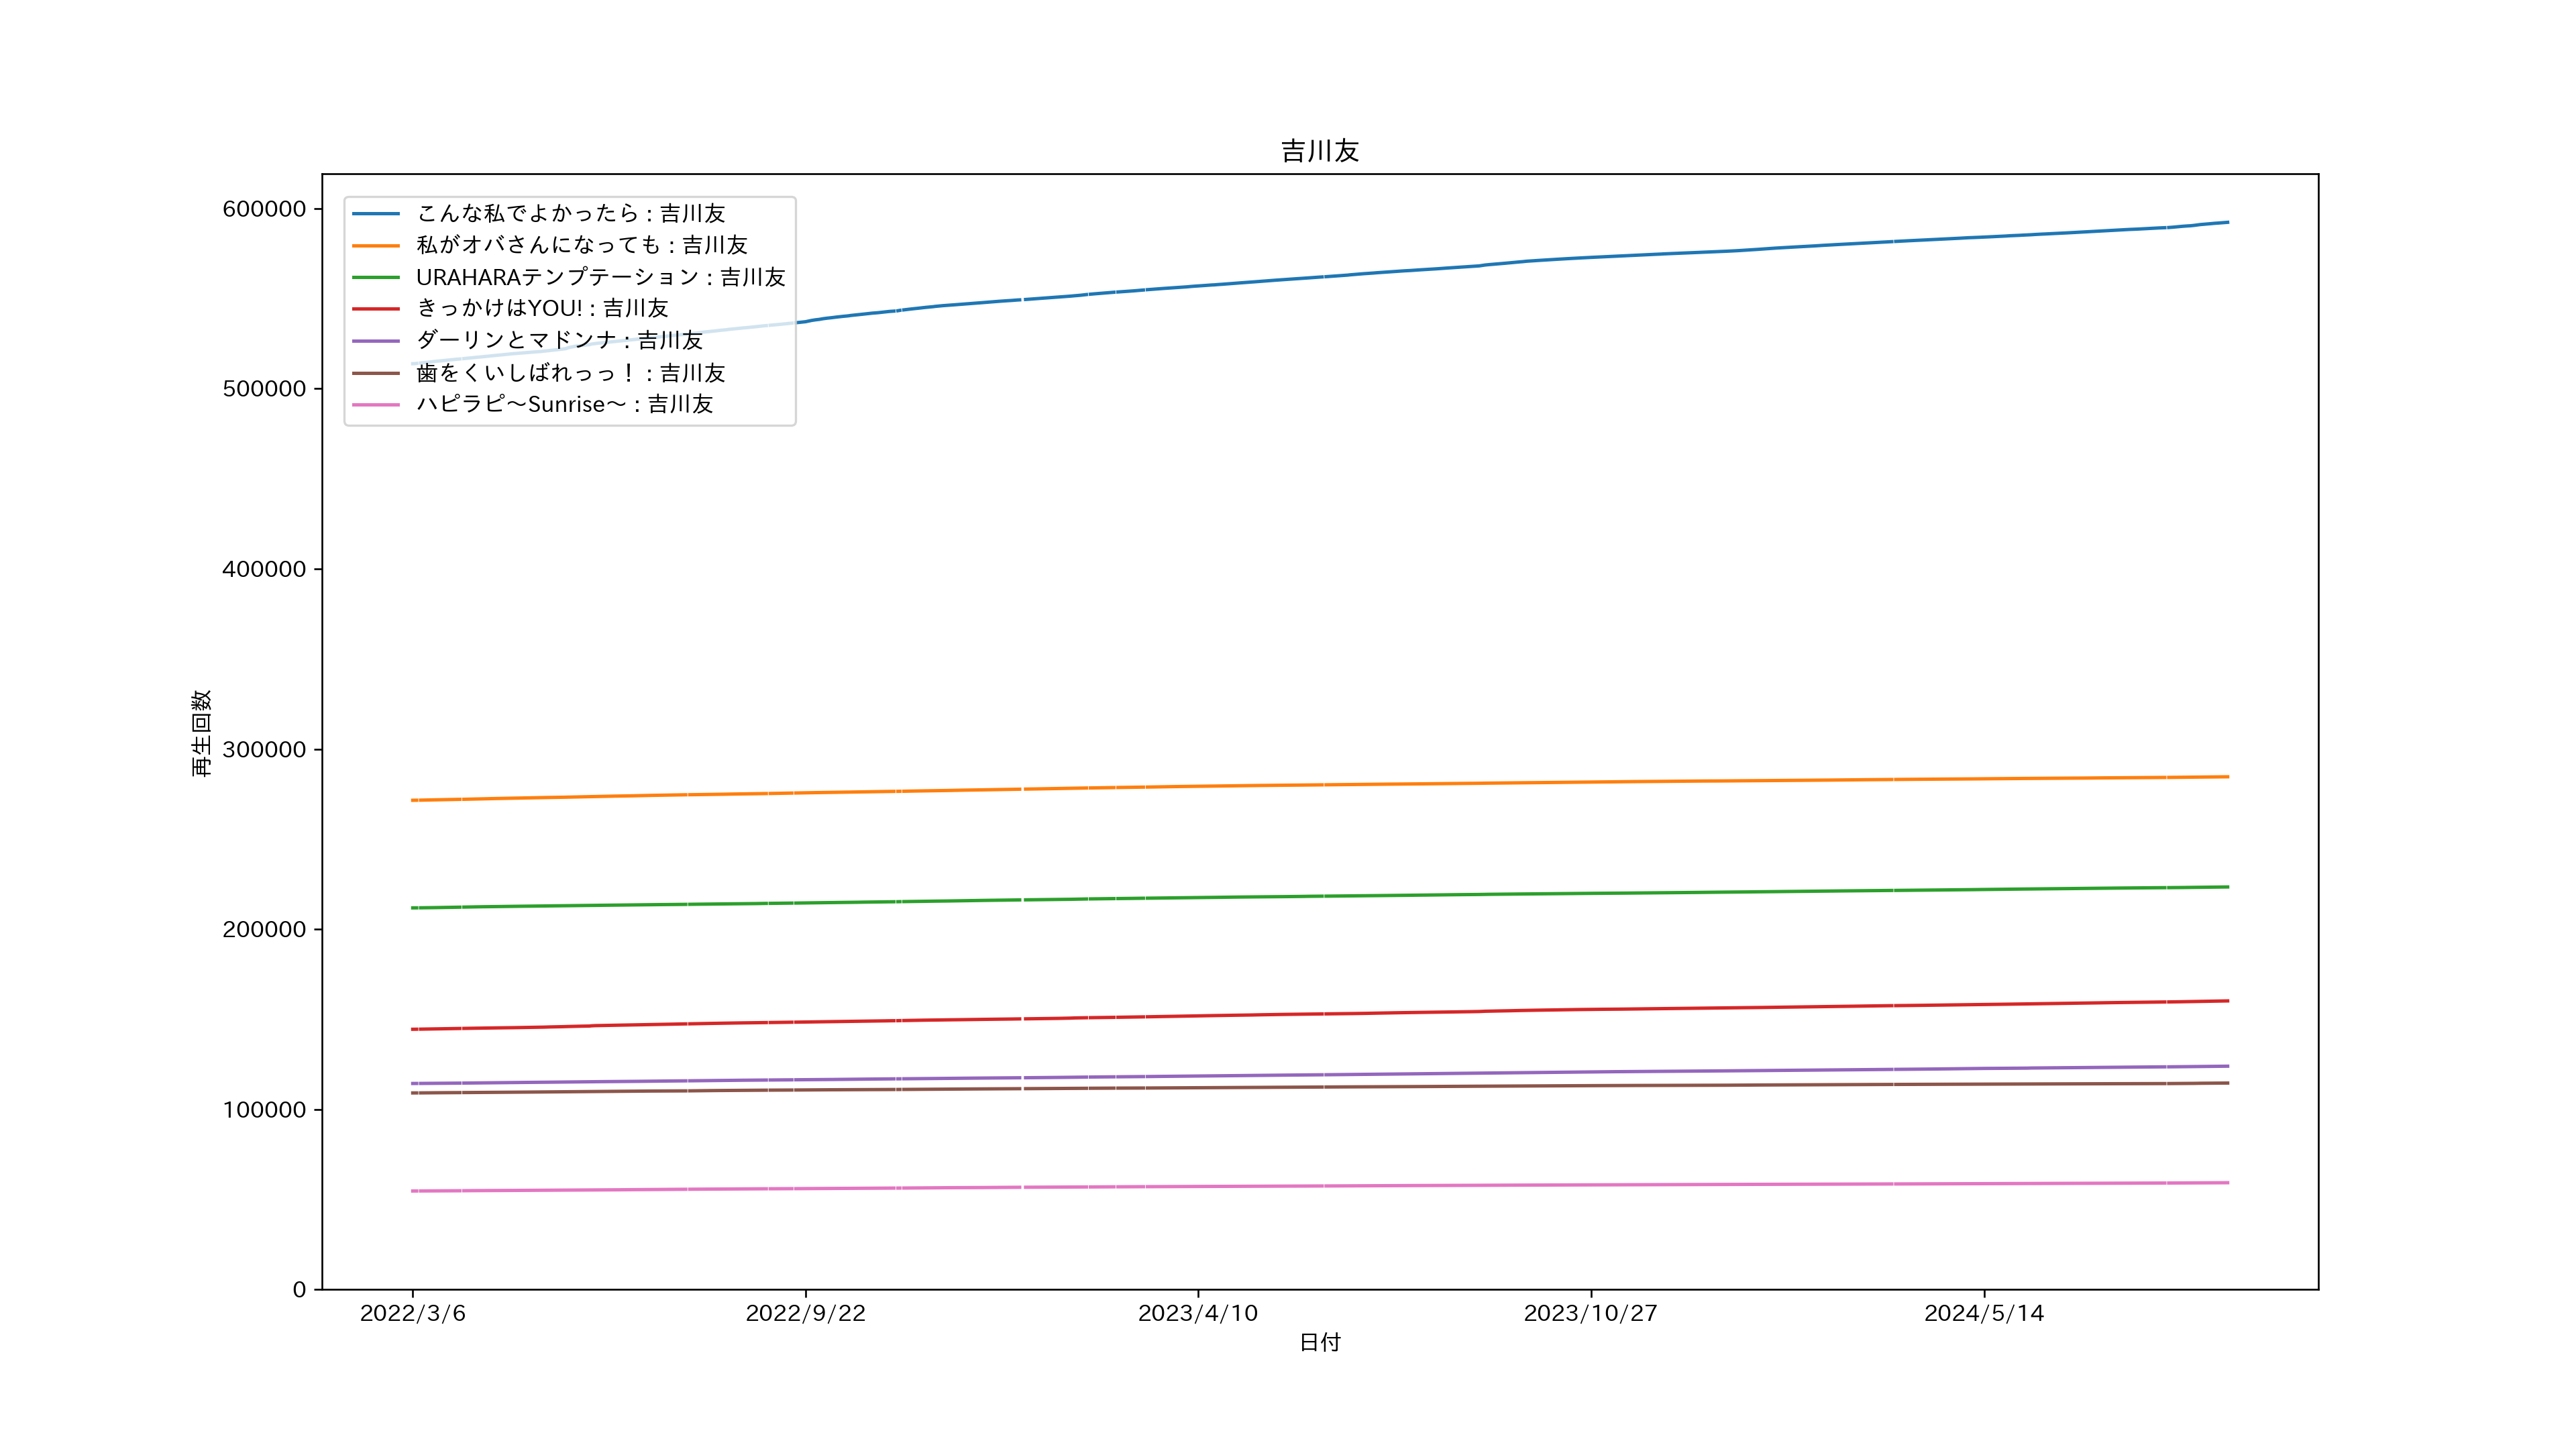 吉川友
こんな私でよかったら : 吉川友
私がオバさんになっても : 吉川友
URAHARAテンプテーション : 吉川友
きっかけはYOU! : 吉川友
ダーリンとマドンナ : 吉川友
歯をくいしばれっっ！ : 吉川友
ハピラピ〜Sunrise〜 : 吉川友
600000
500000
400000
300000
200000
100000
0
再生回数
2022/3/6
2022/9/22
2023/4/10
2023/10/27
2024/5/14
日付